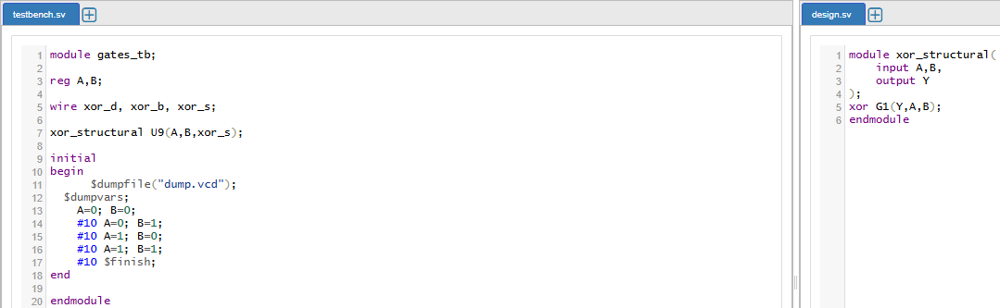 testbench.sv
1 module gates_tb;
2
3 reg A,B;
4
5 wire xor_d, xor_b, xor_s;
6
7 xor_structural U9(A,B,xor_s);
8
9 initial
10 begin
11 $dumpfile("dump.vcd");
12 $dumpvars;
13 A=0; B=0;
14 #10 A=0; B=1;
15 #10 A=1; B=0;
16 #10 A=1; B=1;
17 #10 $finish;
18 end
19
20 endmodule
design.sv
1 module xor_structural(
2 input A,B,
3 output Y
4 );
5 xor G1(Y,A,B);
6 endmodule